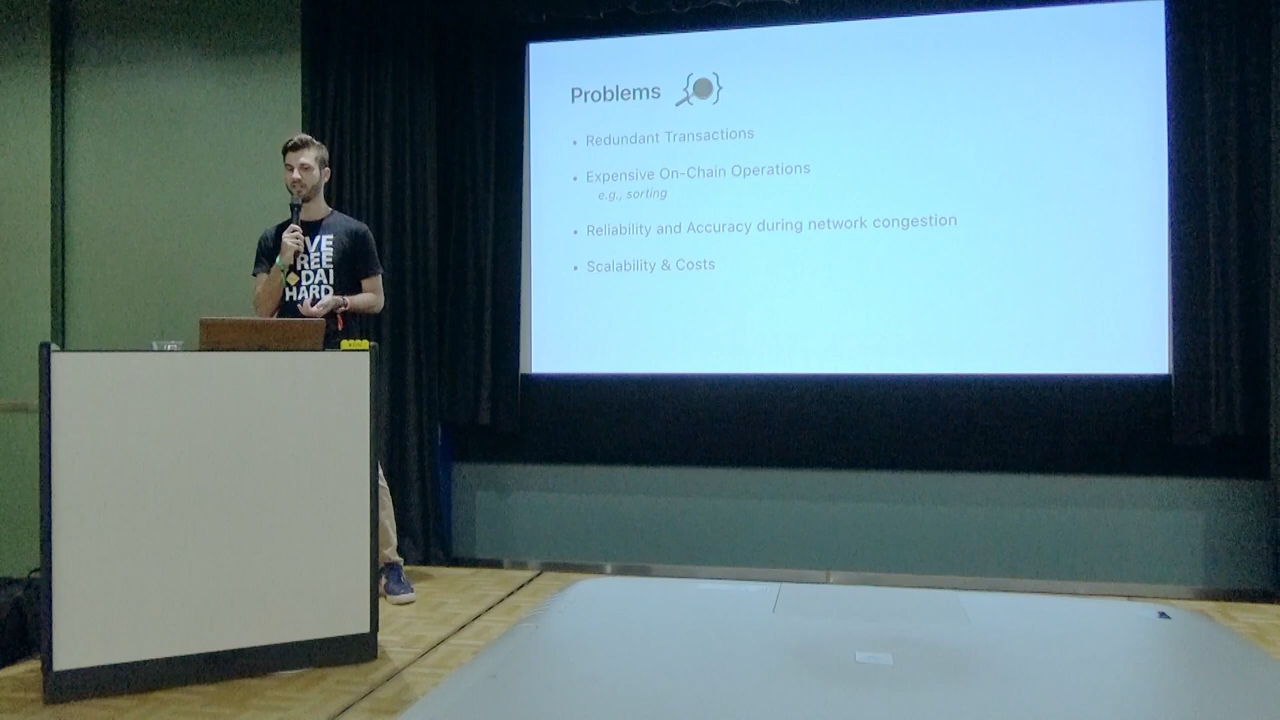 Problems
• Redundant Transactions
• Expensive On-Chain Operations
e.g., sorting
• Reliability and Accuracy during network congestion
• Scalability & Costs
VE
REE
DAI
HARD